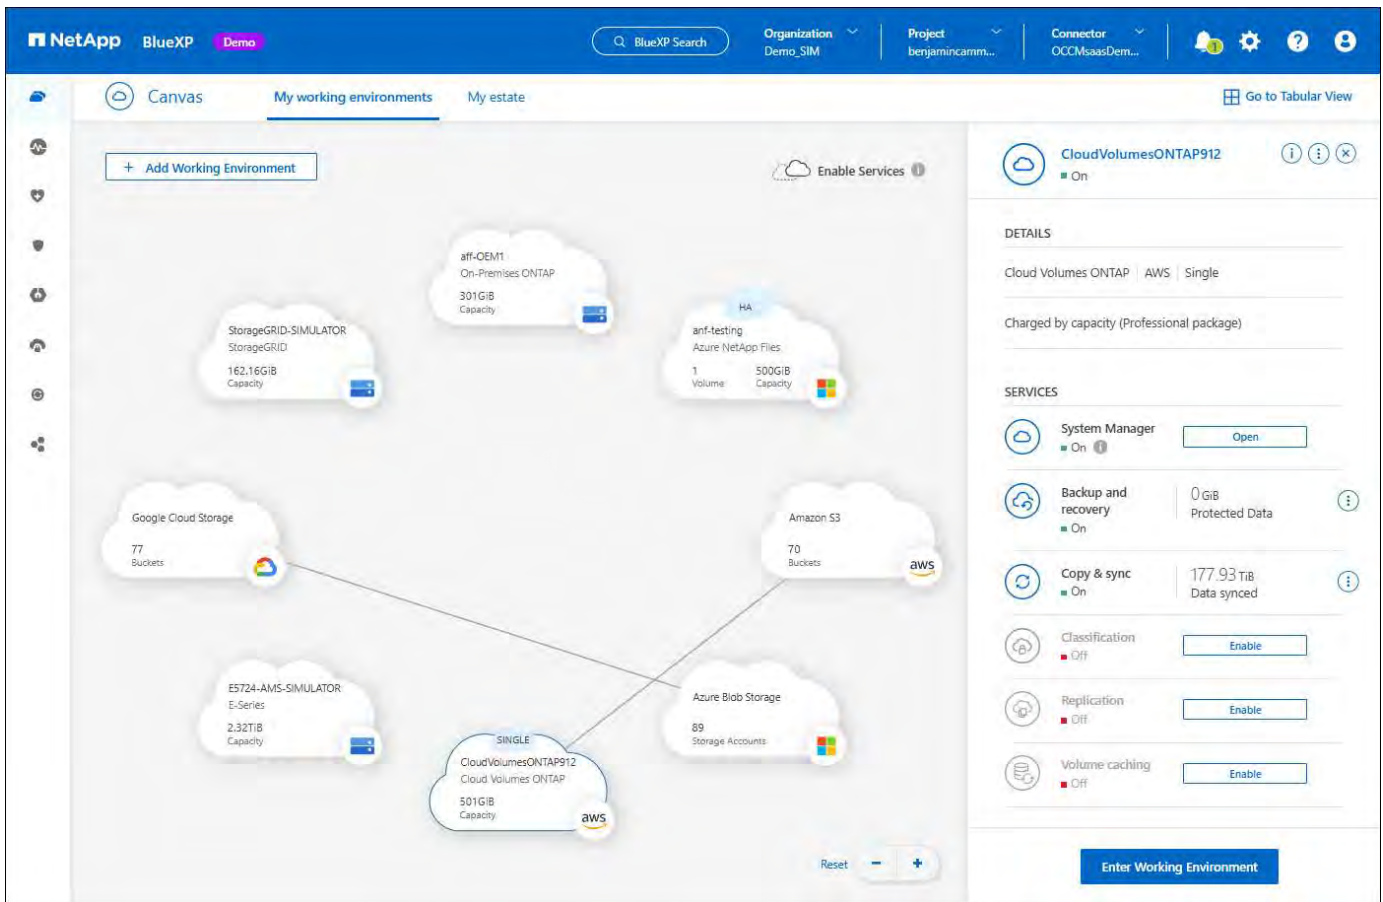 NetApp BlueXP Demo
BlueXP Search
Organization
Demo_SIM
Project
benjamincamm...
Connector
OCCMsaasDem...
1
Canvas
My working environments
My estate
Go to Tabular View
+ Add Working Environment
Enable Services
aff-OEM1
On-Premises ONTAP
301GiB
Capacity
StorageGRID-SIMULATOR
StorageGRID
162.16GiB
Capacity
HA
anf-testing
Azure NetApp Files
1 500GiB
Volume Capacity
Google Cloud Storage
77
Buckets
Amazon S3
70
Buckets
aws
E5724-AMS-SIMULATOR
E-Series
2.32TiB
Capacity
Azure Blob Storage
89
Storage Accounts
SINGLE
CloudVolumesONTAP912
Cloud Volumes ONTAP
501GiB
Capacity
aws
Reset - +
CloudVolumesONTAP912
On
DETAILS
Cloud Volumes ONTAP | AWS | Single
Charged by capacity (Professional package)
SERVICES
System Manager
On
Open
Backup and
recovery
On
0 GiB
Protected Data
Copy & sync
On
177.93 TiB
Data synced
Classification
Off
Enable
Replication
Off
Enable
Volume caching
Off
Enable
Enter Working Environment